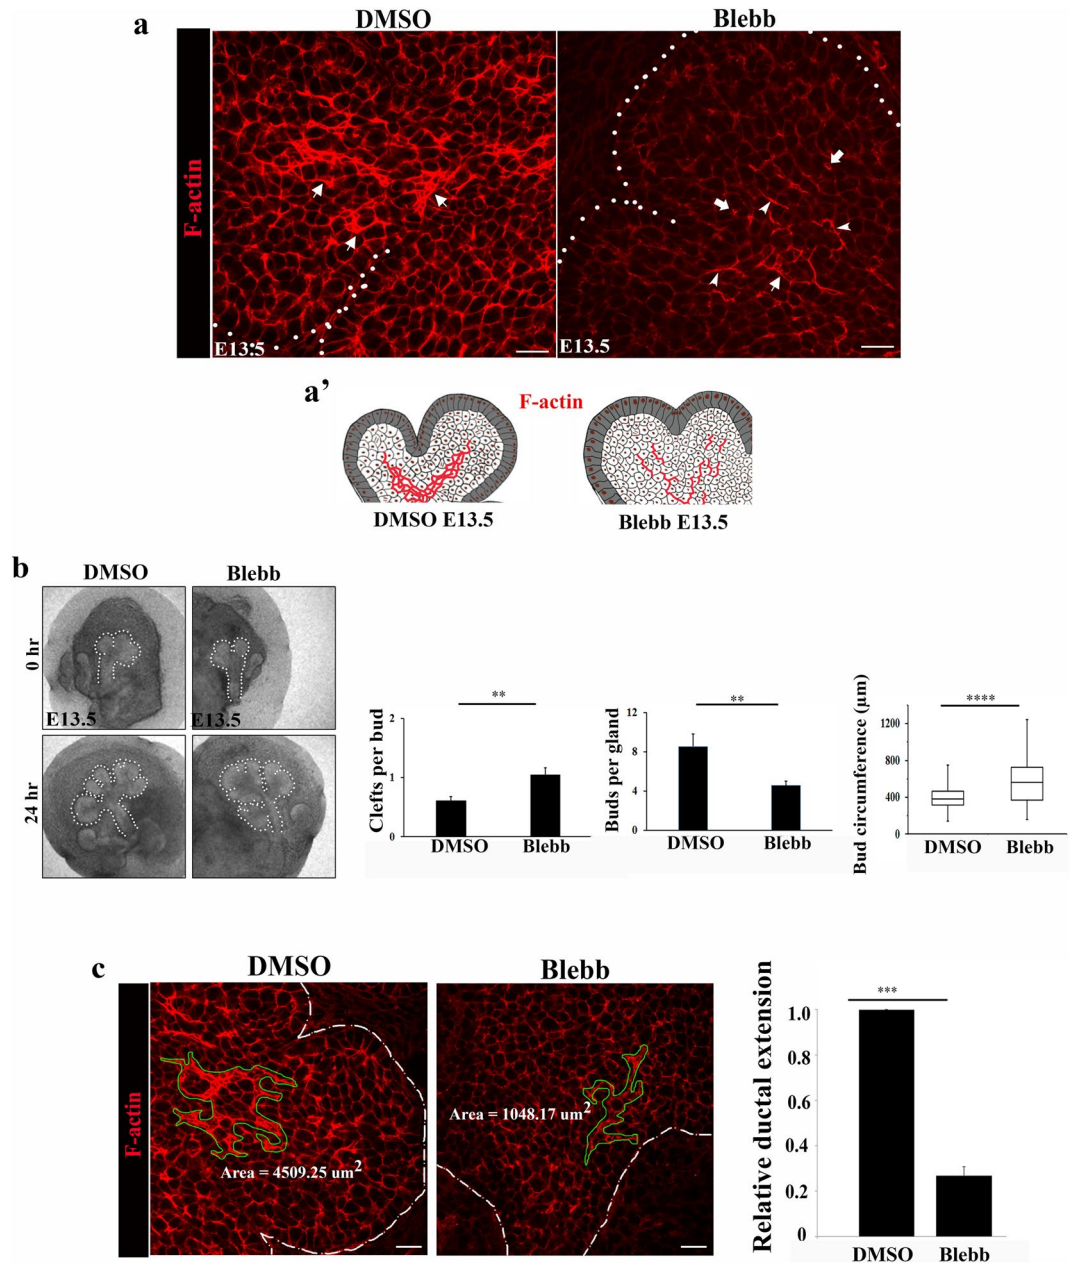 a
DMSO
Blebb
F-actin
E13.5
E13.5
a’
F-actin
DMSO E13.5
Blebb E13.5
b
DMSO
Blebb
0 hr
E13.5
E13.5
24 hr
Clefts per bud
2
1
0
**
DMSO
Blebb
Buds per gland
12
8
4
0
**
DMSO
Blebb
Bud circumference (μm)
1200
800
400
0
****
DMSO
Blebb
c
DMSO
Blebb
F-actin
Area = 4509.25 um2
Area = 1048.17 um2
Relative ductal extension
1.0
0.8
0.6
0.4
0.2
0
***
DMSO
Blebb